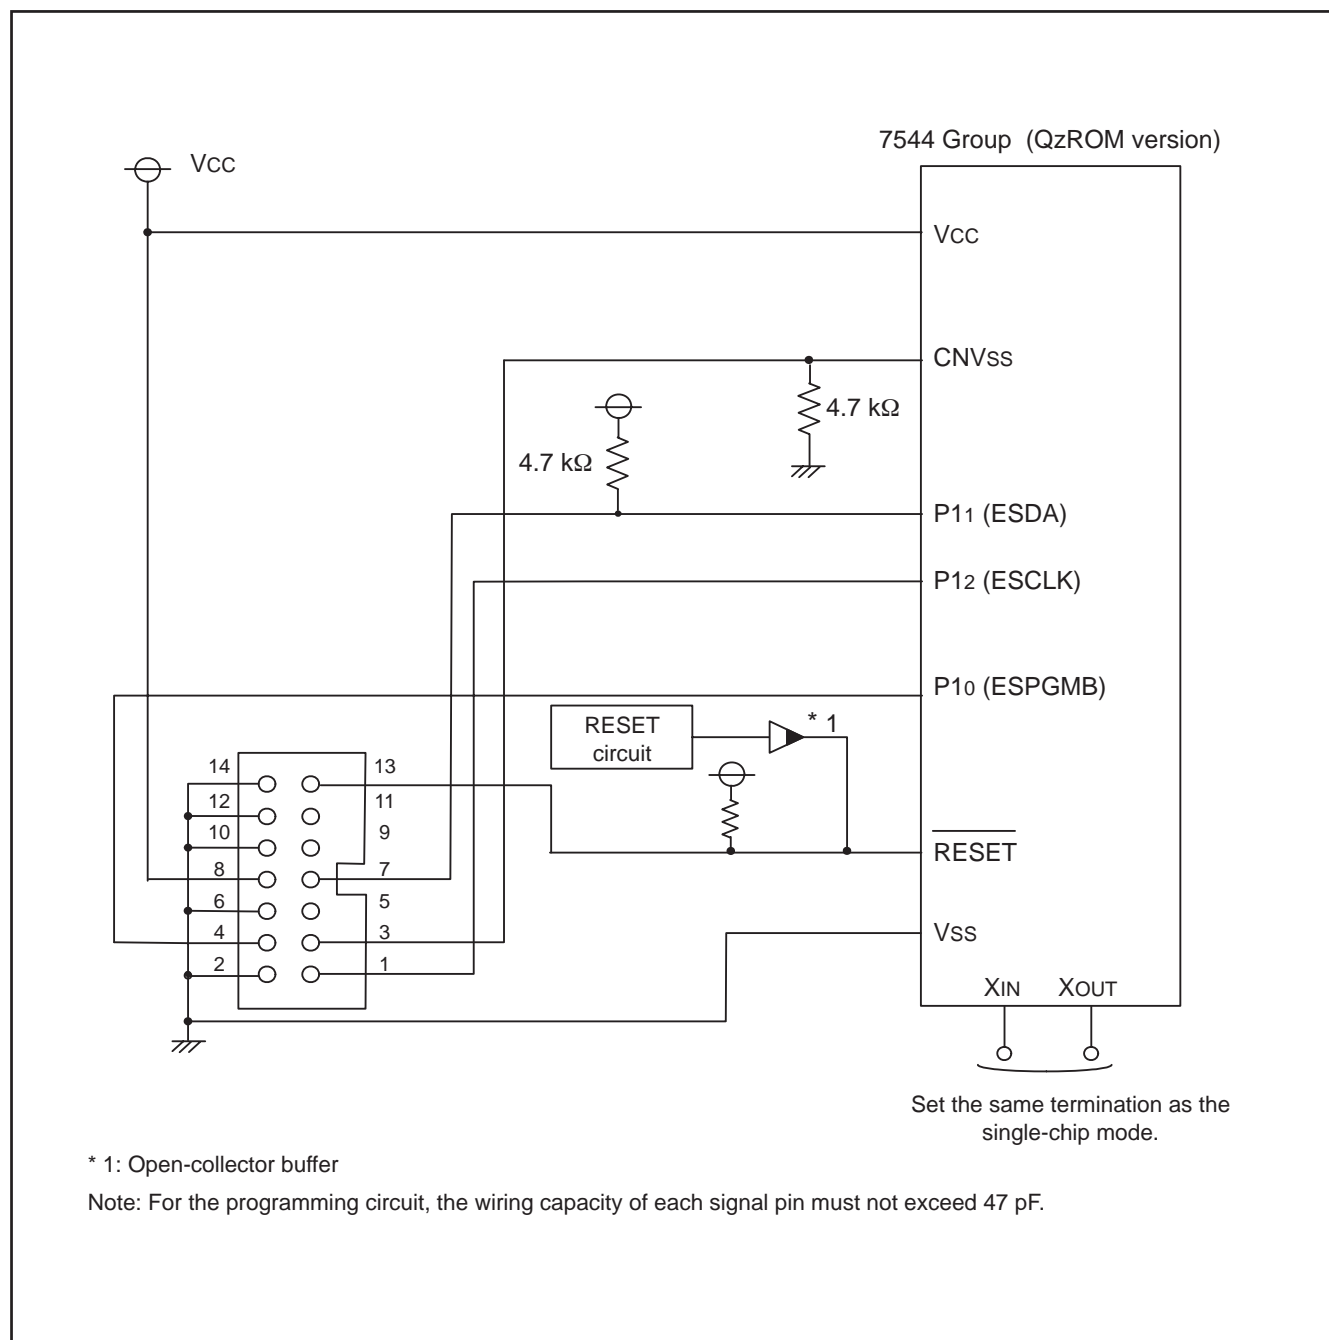 7544 Group (QzROM version)
VCC
VCC
CNVSS
4.7 kΩ
4.7 kΩ
P11 (ESDA)
P12 (ESCLK)
P10 (ESPGMB)
RESET
circuit
* 1
14 13
12 11
10 9
8 7
6 5
4 3
2 1
RESET
VSS
XIN XOUT
Set the same termination as the
single-chip mode.
* 1: Open-collector buffer
Note: For the programming circuit, the wiring capacity of each signal pin must not exceed 47 pF.